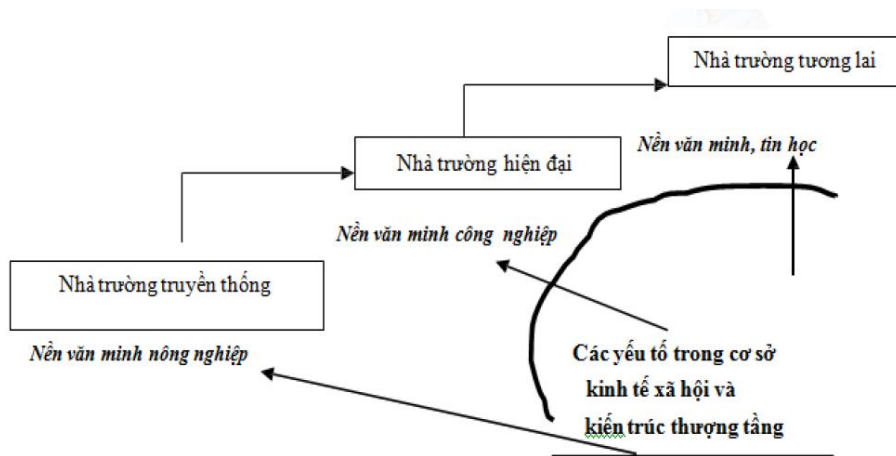 Nhà trường tương lai
Nền văn minh, tin học
Nhà trường hiện đại
Nền văn minh công nghiệp
Nhà trường truyền thống
Nền văn minh nông nghiệp
Các yếu tố trong cơ sở
kinh tế xã hội và
kiến trúc thượng tầng